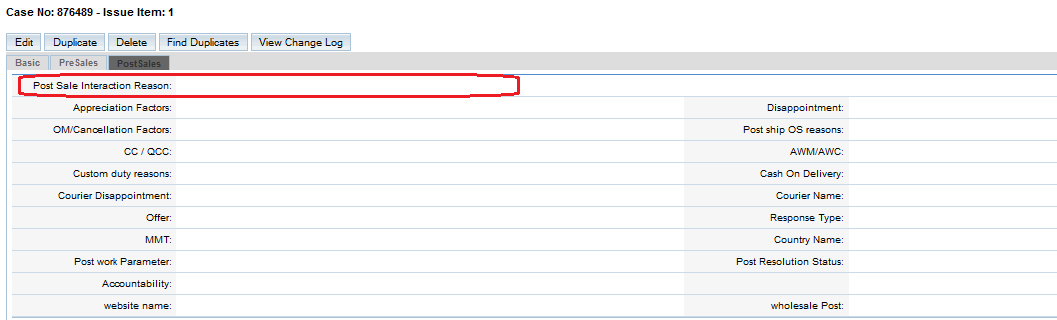 Case No: 876489 - Issue Item: 1
Edit Duplicate Delete Find Duplicates View Change Log
Basic PreSales PostSales
Post Sale Interaction Reason:
Appreciation Factors: Disappointment:
OM/Cancellation Factors: Post ship OS reasons:
CC / QCC: AWM/AWC:
Custom duty reasons: Cash On Delivery:
Courier Disappointment: Courier Name:
Offer: Response Type:
MMT: Country Name:
Post work Parameter: Post Resolution Status:
Accountability:
website name: wholesale Post: